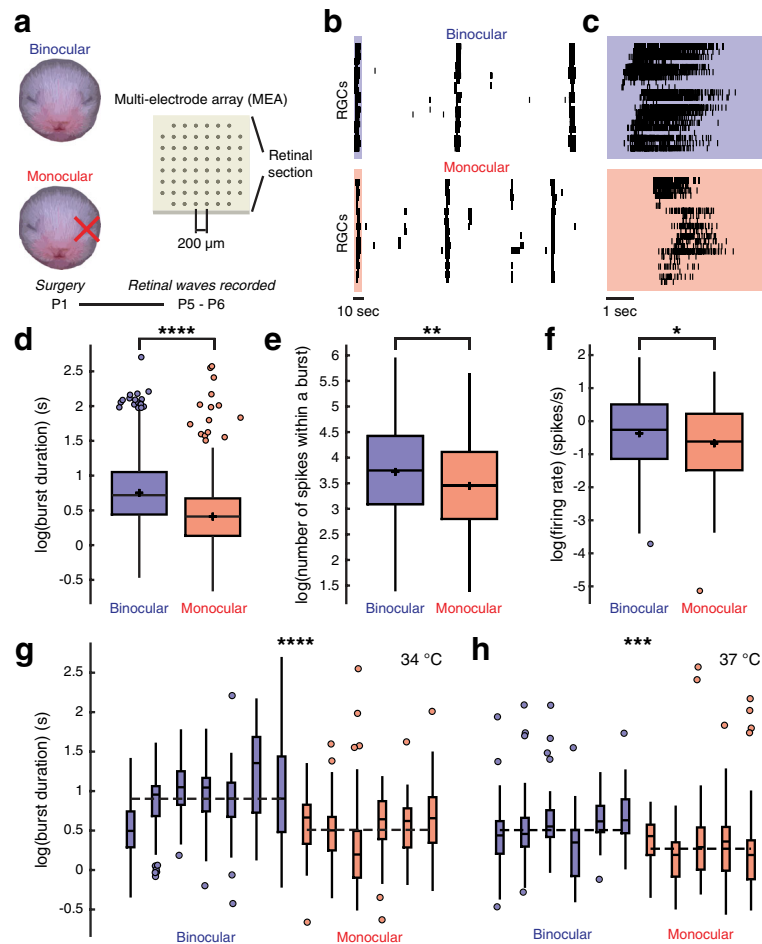 a
Binocular
Multi-electrode array (MEA)
Monocular
Retinal
section
200 µm
Surgery
Retinal waves recorded
P1
P5 - P6
b
Binocular
RGCs
Monocular
RGCs
10 sec
c
1 sec
d
****
log(burst duration) (s)
2.5
2
1.5
1
0.5
0
-0.5
Binocular
Monocular
e
**
log(number of spikes within a burst)
6
5.5
5
4.5
4
3.5
3
2.5
2
1.5
Binocular
Monocular
f
*
log(firing rate) (spikes/s)
2
1
0
-1
-2
-3
-4
-5
Binocular
Monocular
g
****
34 °C
log(burst duration) (s)
2.5
2
1.5
1
0.5
0
-0.5
Binocular
Monocular
h
***
37 °C
Binocular
Monocular